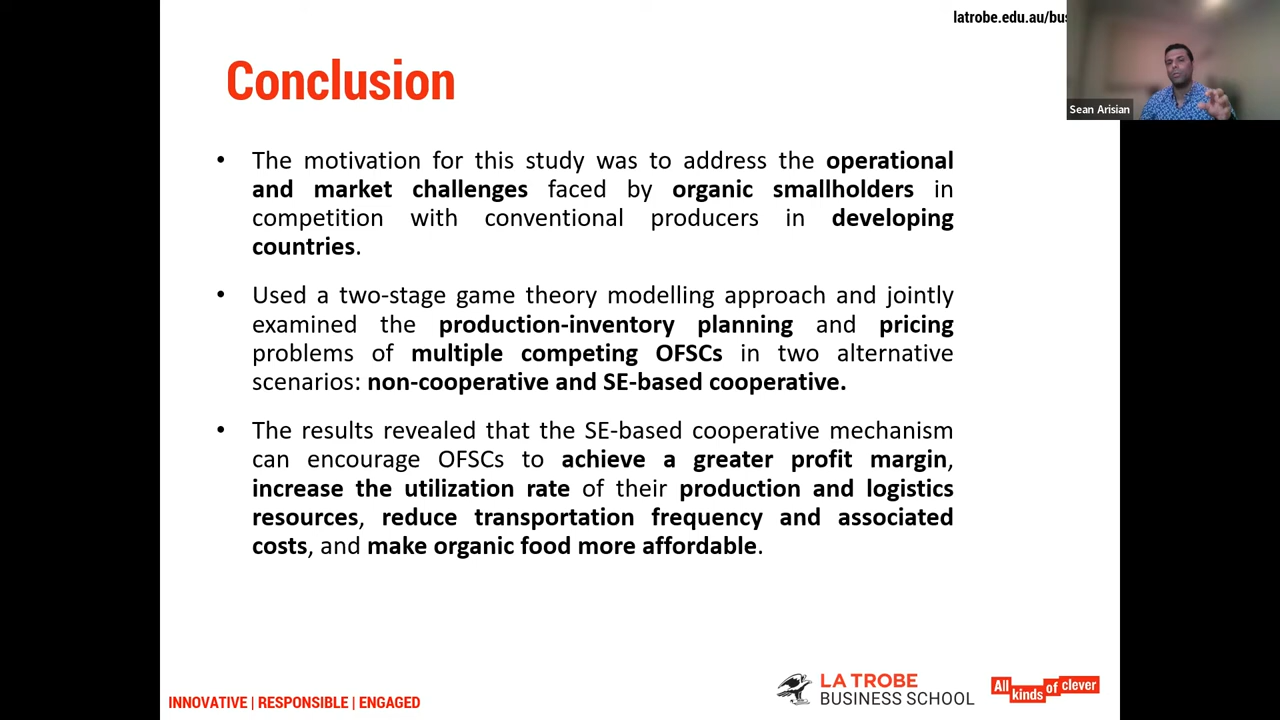 latrobe.edu.au/bus
Sean Arisian
Conclusion
• The motivation for this study was to address the operational
and market challenges faced by organic smallholders in
competition with conventional producers in developing
countries.
• Used a two-stage game theory modelling approach and jointly
examined the production-inventory planning and pricing
problems of multiple competing OFSCs in two alternative
scenarios: non-cooperative and SE-based cooperative.
• The results revealed that the SE-based cooperative mechanism
can encourage OFSCs to achieve a greater profit margin,
increase the utilization rate of their production and logistics
resources, reduce transportation frequency and associated
costs, and make organic food more affordable.
INNOVATIVE | RESPONSIBLE | ENGAGED
LA TROBE
BUSINESS SCHOOL
All kinds of clever